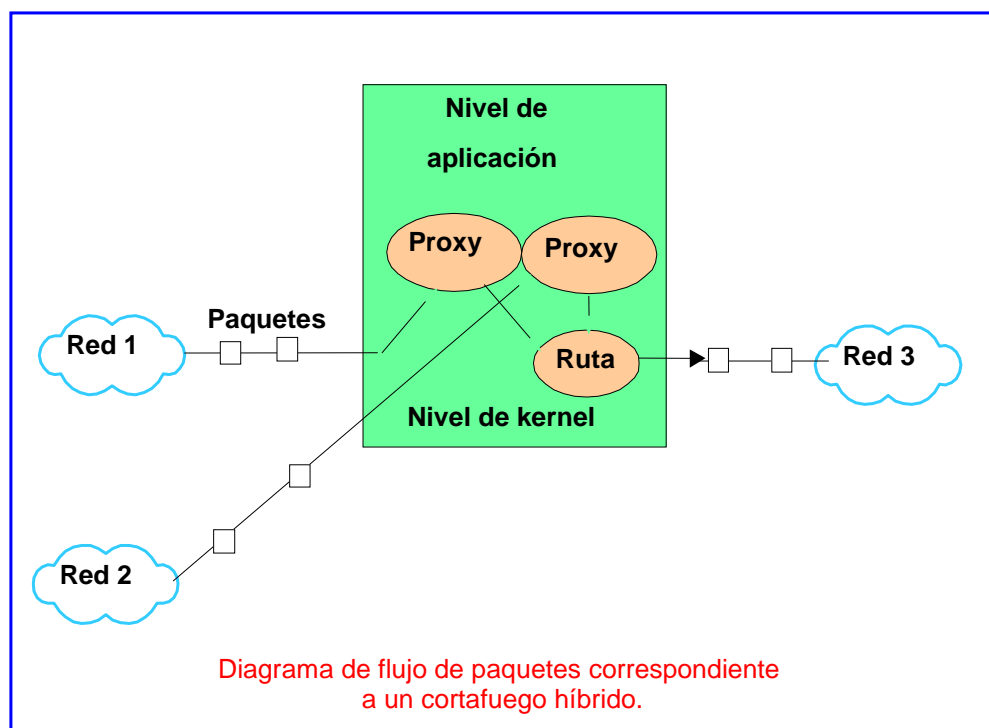 Nivel de
aplicación
Proxy
Proxy
Paquetes
Red 1
Ruta
Red 3
Nivel de kernel
Red 2
Diagrama de flujo de paquetes correspondiente
a un cortafuego híbrido.